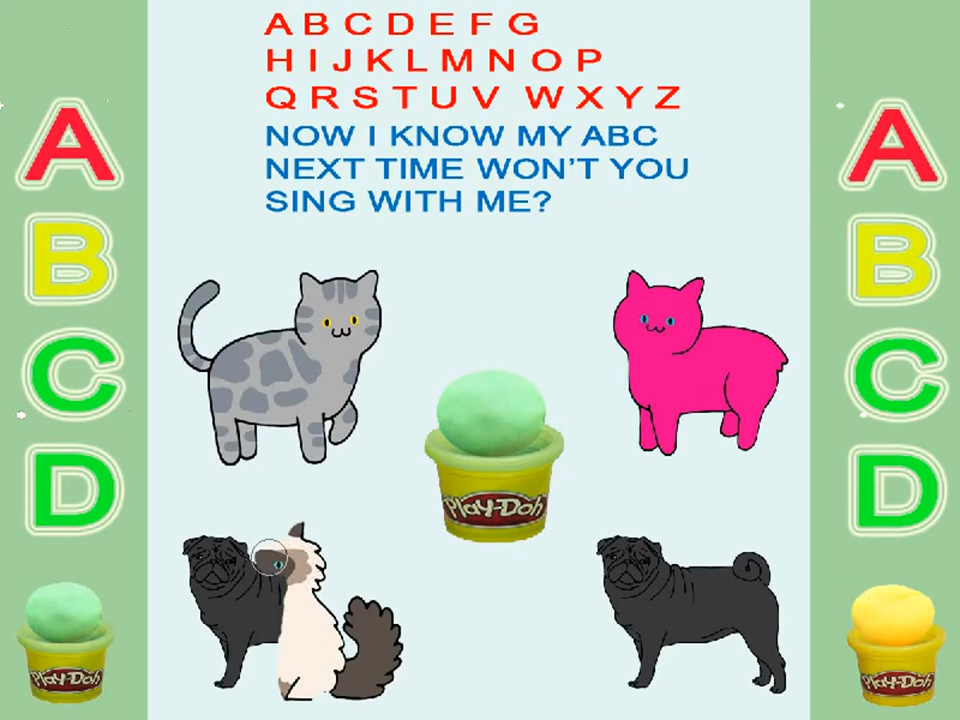 A B C D E F G
H I J K L M N O P
Q R S T U V W X Y Z
NOW I KNOW MY ABC
NEXT TIME WON'T YOU
SING WITH ME?
A
B
C
D
A
B
C
D
Play-Doh
Play-Doh
Play-Doh